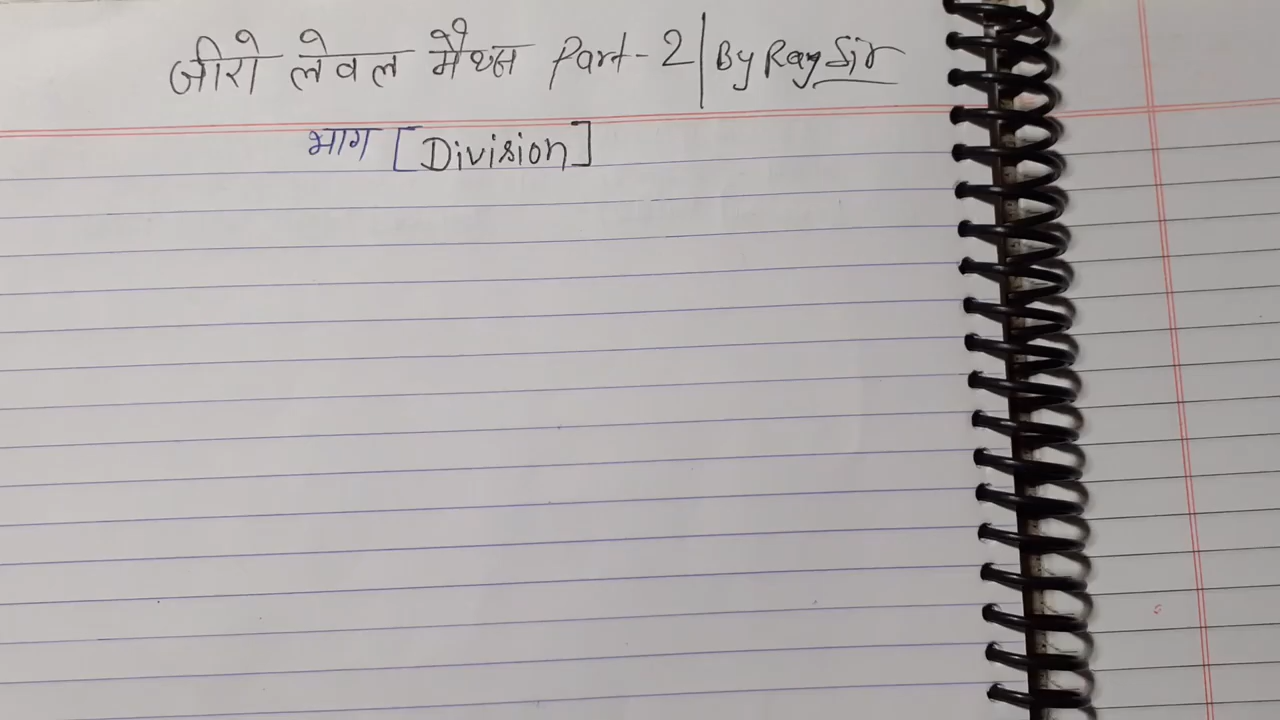 जीरो लेवल मैथ्स Part-2 | By Ray Sir
भाग [Division]